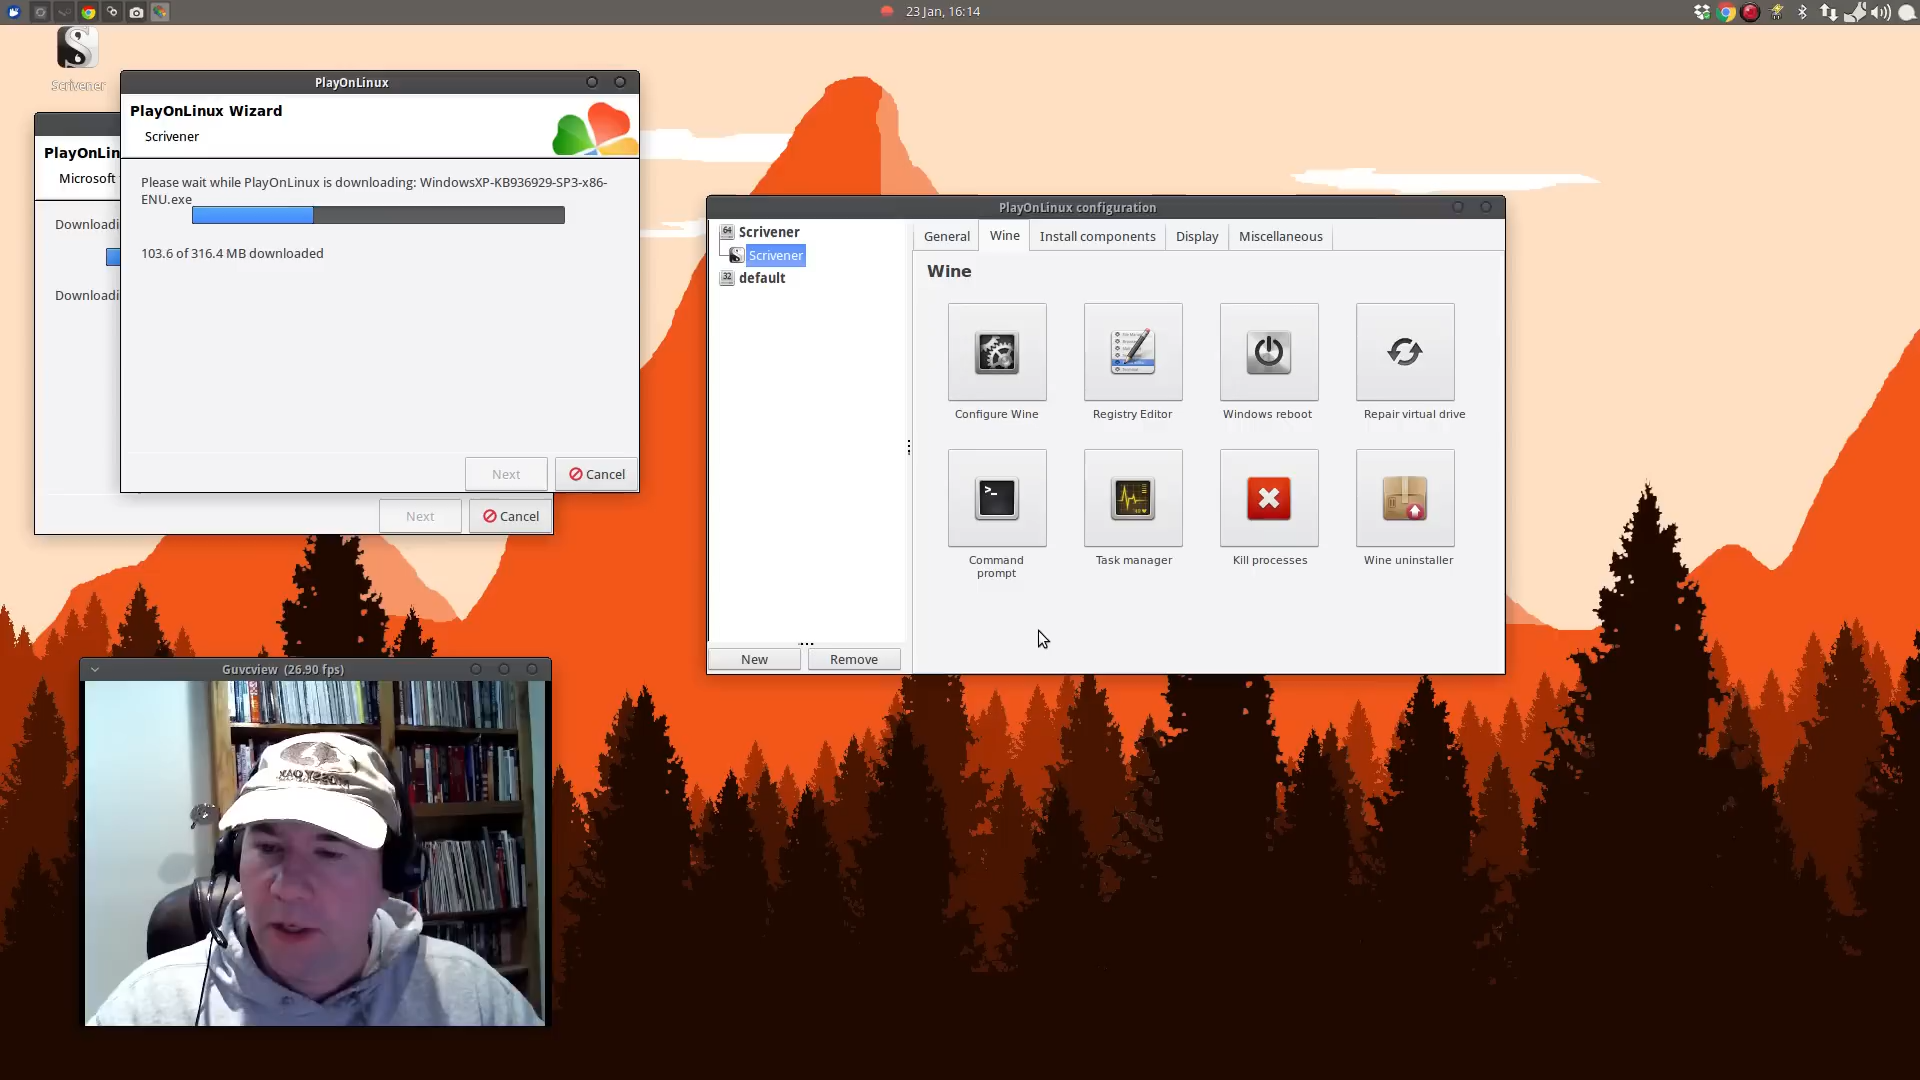 23 Jan, 16:14
Scrivener
PlayOnLinux
PlayOnLinux Wizard
Scrivener
Please wait while PlayOnLinux is downloading: WindowsXP-KB936929-SP3-x86-
ENU.exe
103.6 of 316.4 MB downloaded
Next
Cancel
PlayOnLin
Microsoft
Downloadi
Downloadi
Next
Cancel
PlayOnLinux configuration
64 Scrivener
Scrivener
32 default
New
Remove
General
Wine
Install components
Display
Miscellaneous
Wine
Configure Wine
Registry Editor
Windows reboot
Repair virtual drive
Command
prompt
Task manager
Kill processes
Wine uninstaller
Guvcview (26.90 fps)